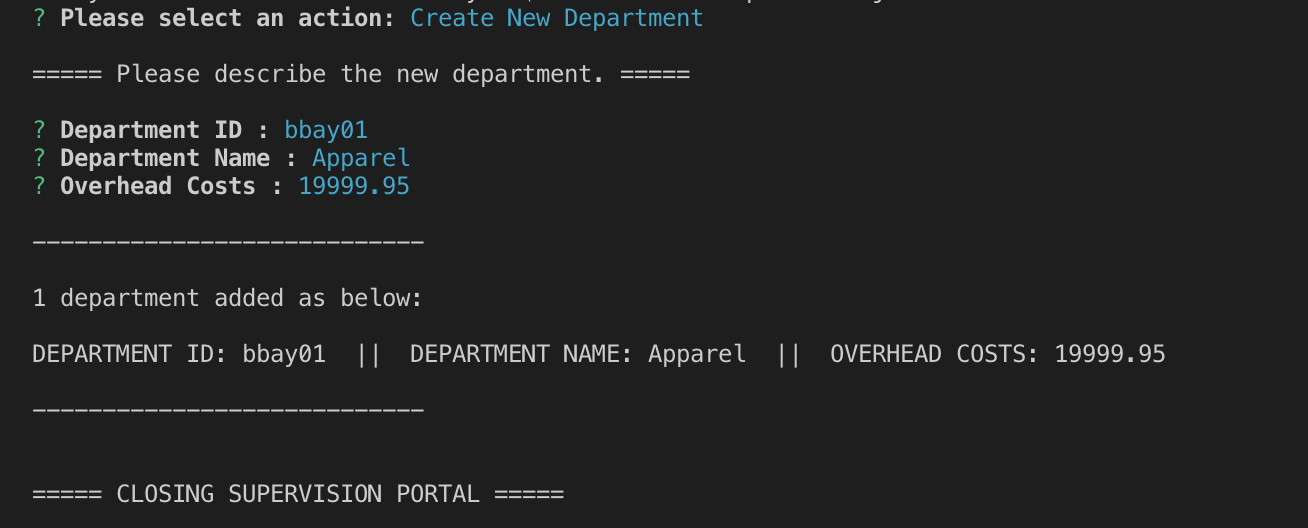 ? Please select an action: Create New Department
===== Please describe the new department. =====
? Department ID : bbay01
? Department Name : Apparel
? Overhead Costs : 19999.95
----------------------------
1 department added as below:
DEPARTMENT ID: bbay01  ||  DEPARTMENT NAME: Apparel  ||  OVERHEAD COSTS: 19999.95
----------------------------
===== CLOSING SUPERVISION PORTAL =====